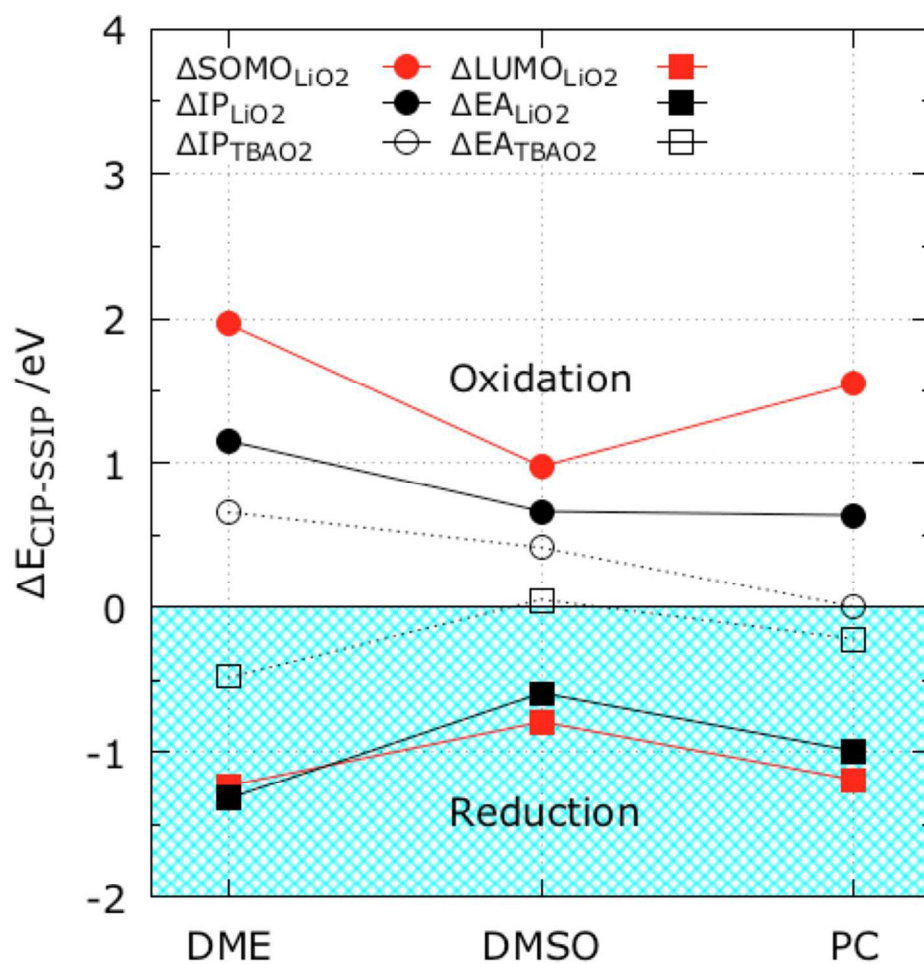 ΔE_CIP-SSIP /eV
4
3
2
1
0
-1
-2
ΔSOMO_LiO2 ΔLUMO_LiO2
ΔIP_LiO2 ΔEA_LiO2
ΔIP_TBAO2 ΔEA_TBAO2
Oxidation
Reduction
DME DMSO PC